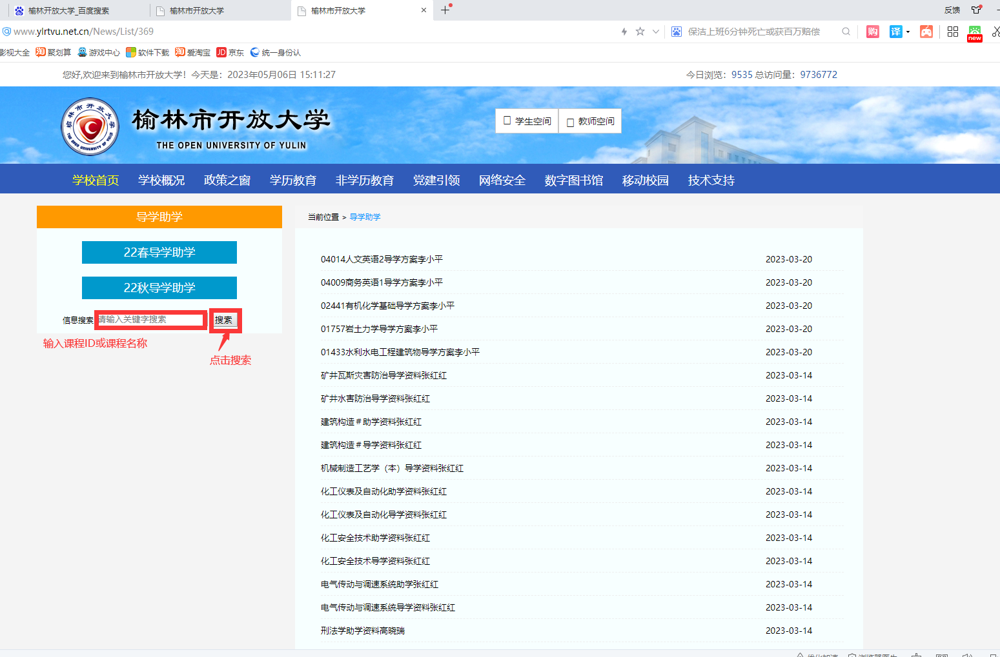 榆林开放大学_百度搜索
榆林市开放大学
榆林市开放大学
反馈
www.ylrtvu.net.cn/News/List/369
保洁上班6分钟死亡或获百万赔偿
购
译
new
影视大全
淘 聚划算
游戏中心
软件下载
淘 爱淘宝
JD 京东
统一身份认
您好,欢迎来到榆林市开放大学！今天是：2023年05月06日 15:11:27
今日浏览：9535 总访问量：9736772
榆林市开放大学
THE OPEN UNIVERSITY OF YULIN
榆林市开放大学
THE OPEN UNIVERSITY OF YULIN
学生空间
教师空间
学校首页 学校概况 政策之窗 学历教育 非学历教育 党建引领 网络安全 数字图书馆 移动校园 技术支持
导学助学
22春导学助学
22秋导学助学
信息搜索 请输入关键字搜索 搜索
输入课程ID或课程名称
点击搜索
当前位置 > 导学助学
04014人文英语2导学方案李小平 2023-03-20
04009商务英语1导学方案李小平 2023-03-20
02441有机化学基础导学方案李小平 2023-03-20
01757岩土力学导学方案李小平 2023-03-20
01433水利水电工程建筑物导学方案李小平 2023-03-20
矿井瓦斯灾害防治导学资料张红红 2023-03-14
矿井水害防治导学资料张红红 2023-03-14
建筑构造＃助学资料张红红 2023-03-14
建筑构造＃导学资料张红红 2023-03-14
机械制造工艺学（本）导学资料张红红 2023-03-14
化工仪表及自动化助学资料张红红 2023-03-14
化工仪表及自动化导学资料张红红 2023-03-14
化工安全技术助学资料张红红 2023-03-14
化工安全技术导学资料张红红 2023-03-14
电气传动与调速系统助学张红红 2023-03-14
电气传动与调速系统导学资料张红红 2023-03-14
刑法学助学资料高晓瑞 2023-03-14